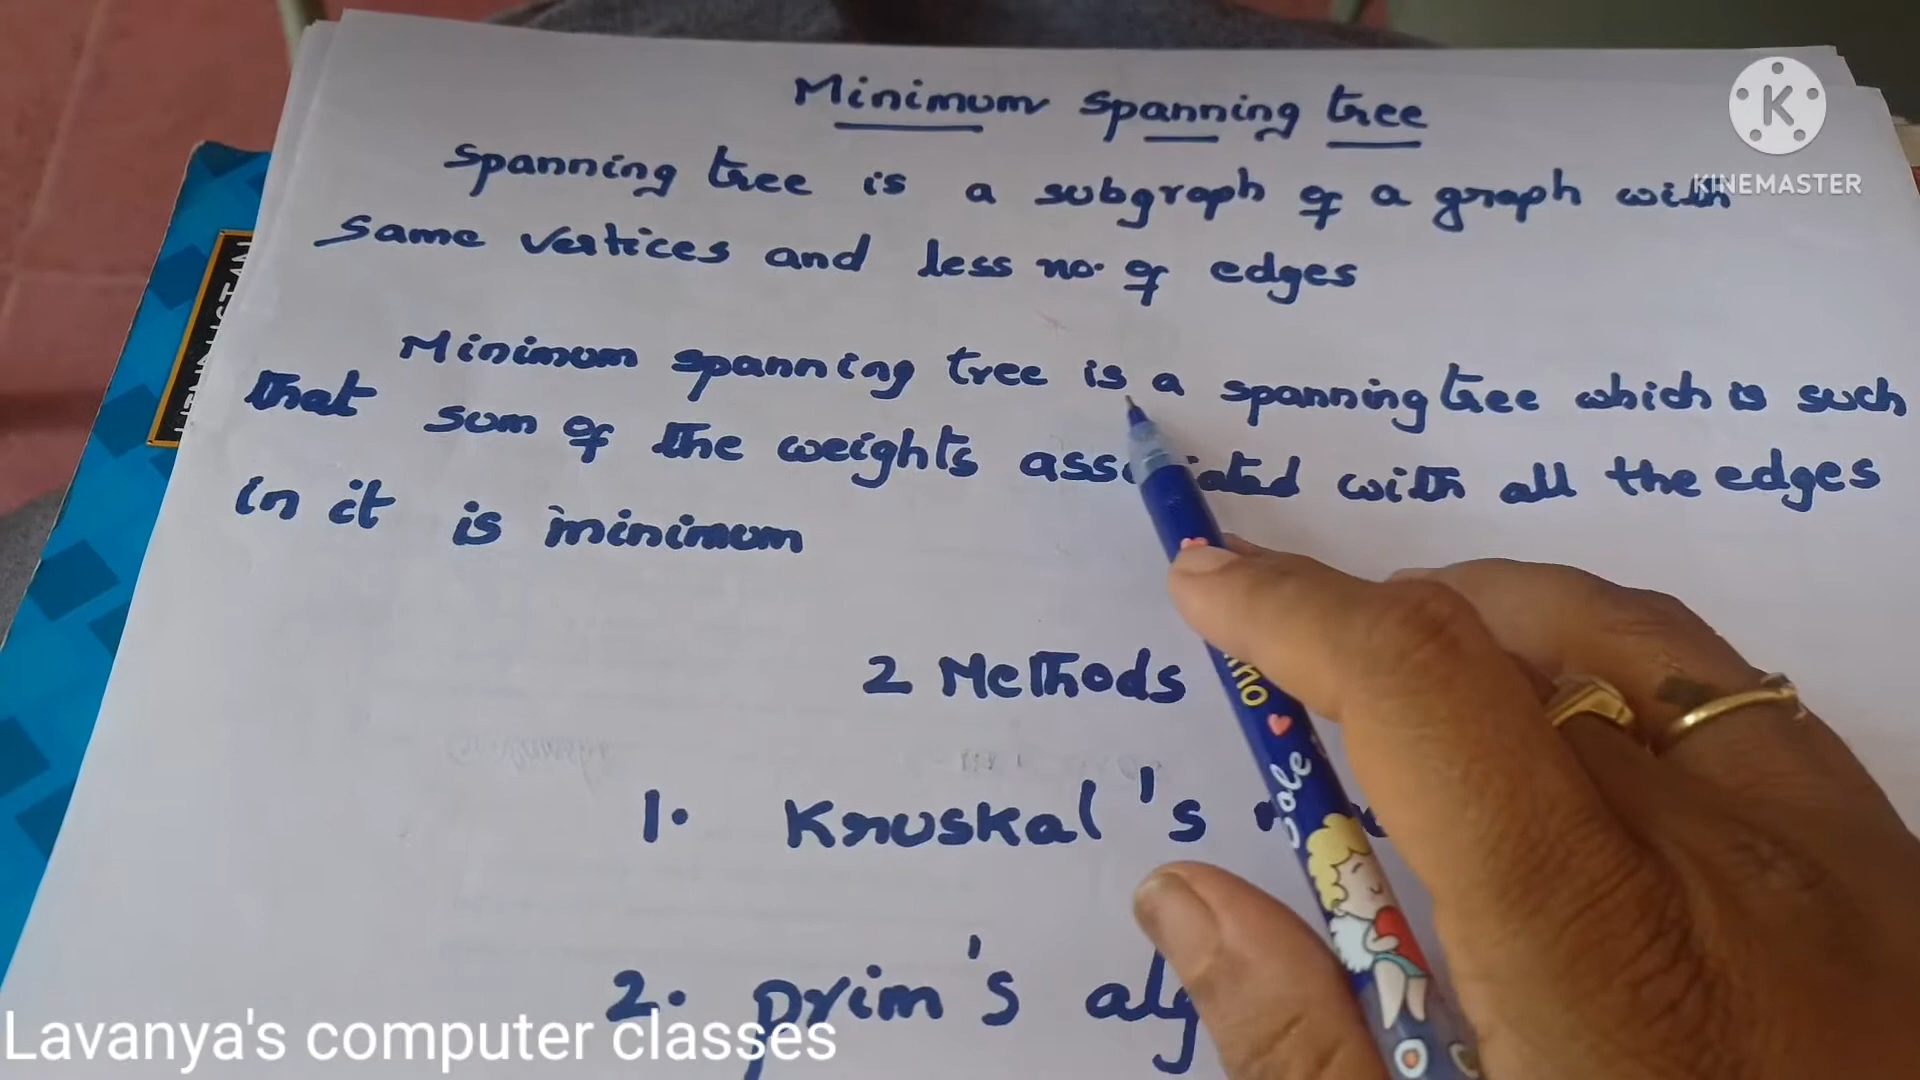 Minimum spanning tree
KINEMASTER
spanning tree is a subgraph of a graph with
same vertices and less no. of edges
Minimum spanning tree is a spanning tree which is such
that sum of the weights associated with all the edges
in it is minimum
2 Methods
1. Kruskal's
2. prim's
Lavanya's computer classes